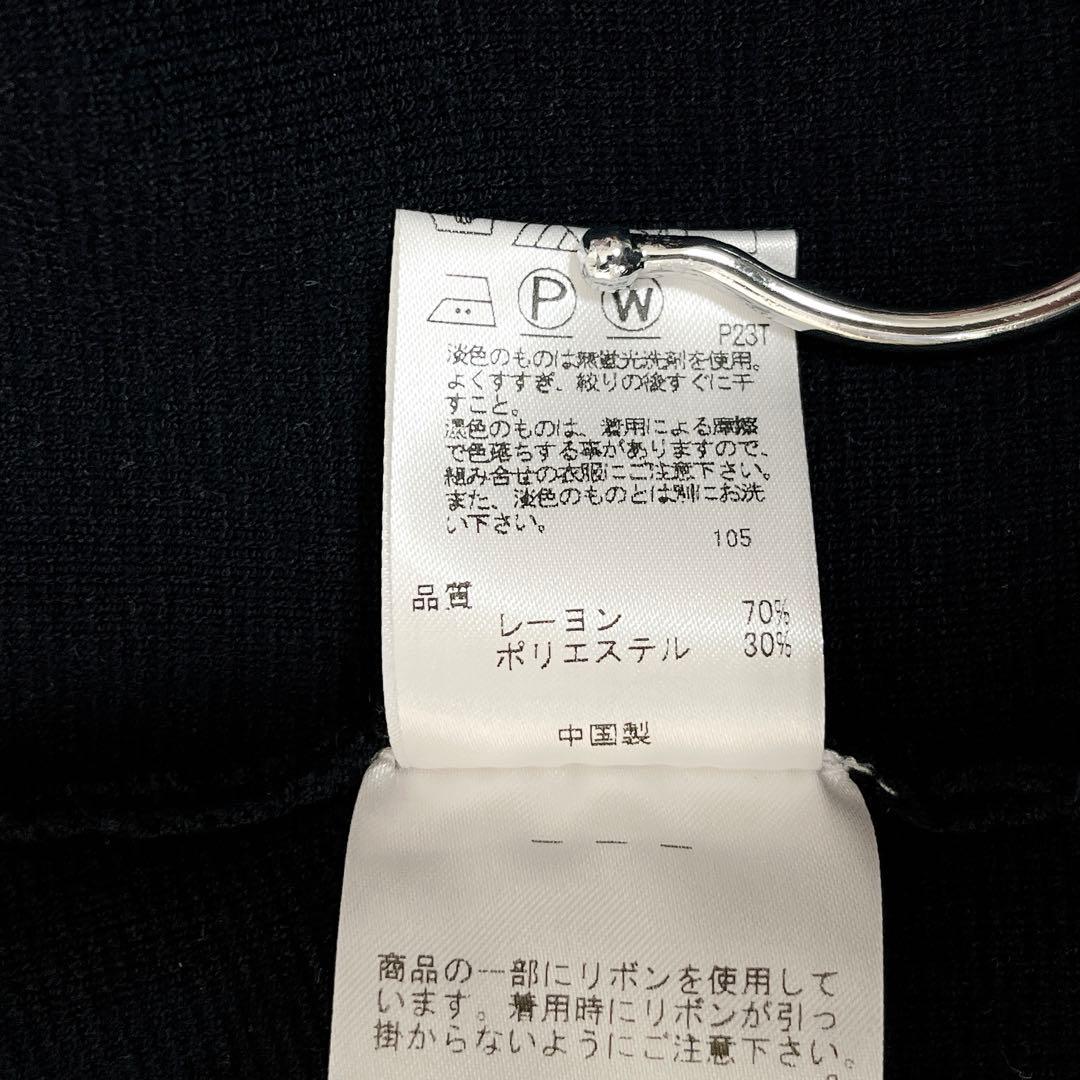 P W
P23T
淡色のものは無蛍光洗剤を使用。
よくすすぎ、絞りの後すぐに干
すこと。
濃色のものは、着用による摩擦
で色落ちする事がありますので、
組み合せの衣服にご注意下さい。
また、淡色のものとは別にお洗
い下さい。
105
品質
レーヨン 70%
ポリエステル 30%
中国製
商品の一部にリボンを使用して
います。着用時にリボンが引っ
掛からないようにご注意下さい。